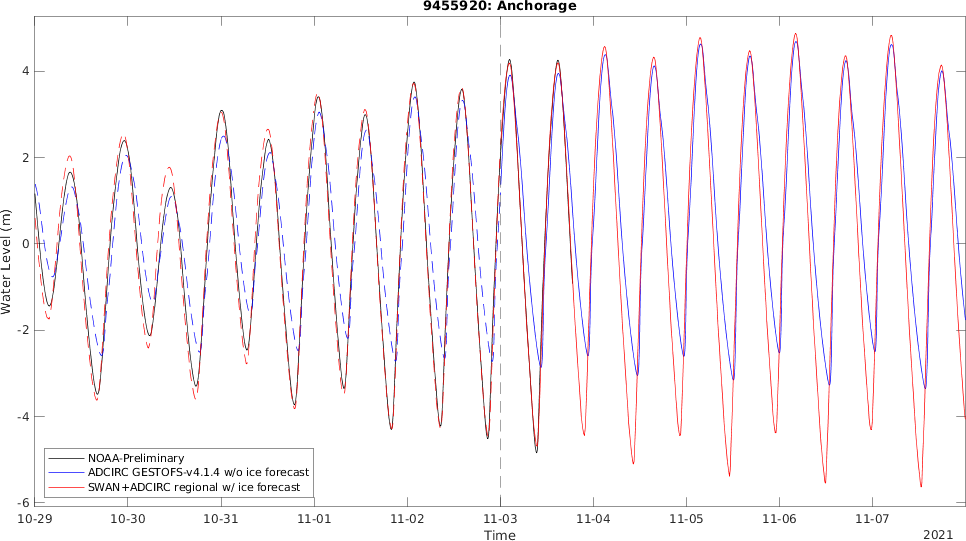 9455920: Anchorage
Water Level (m)
4
2
0
-2
-4
-6
NOAA-Preliminary
ADCIRC GESTOFS-v4.1.4 w/o ice forecast
SWAN+ADCIRC regional w/ ice forecast
10-29 10-30 10-31 11-01 11-02 11-03 11-04 11-05 11-06 11-07
Time
2021